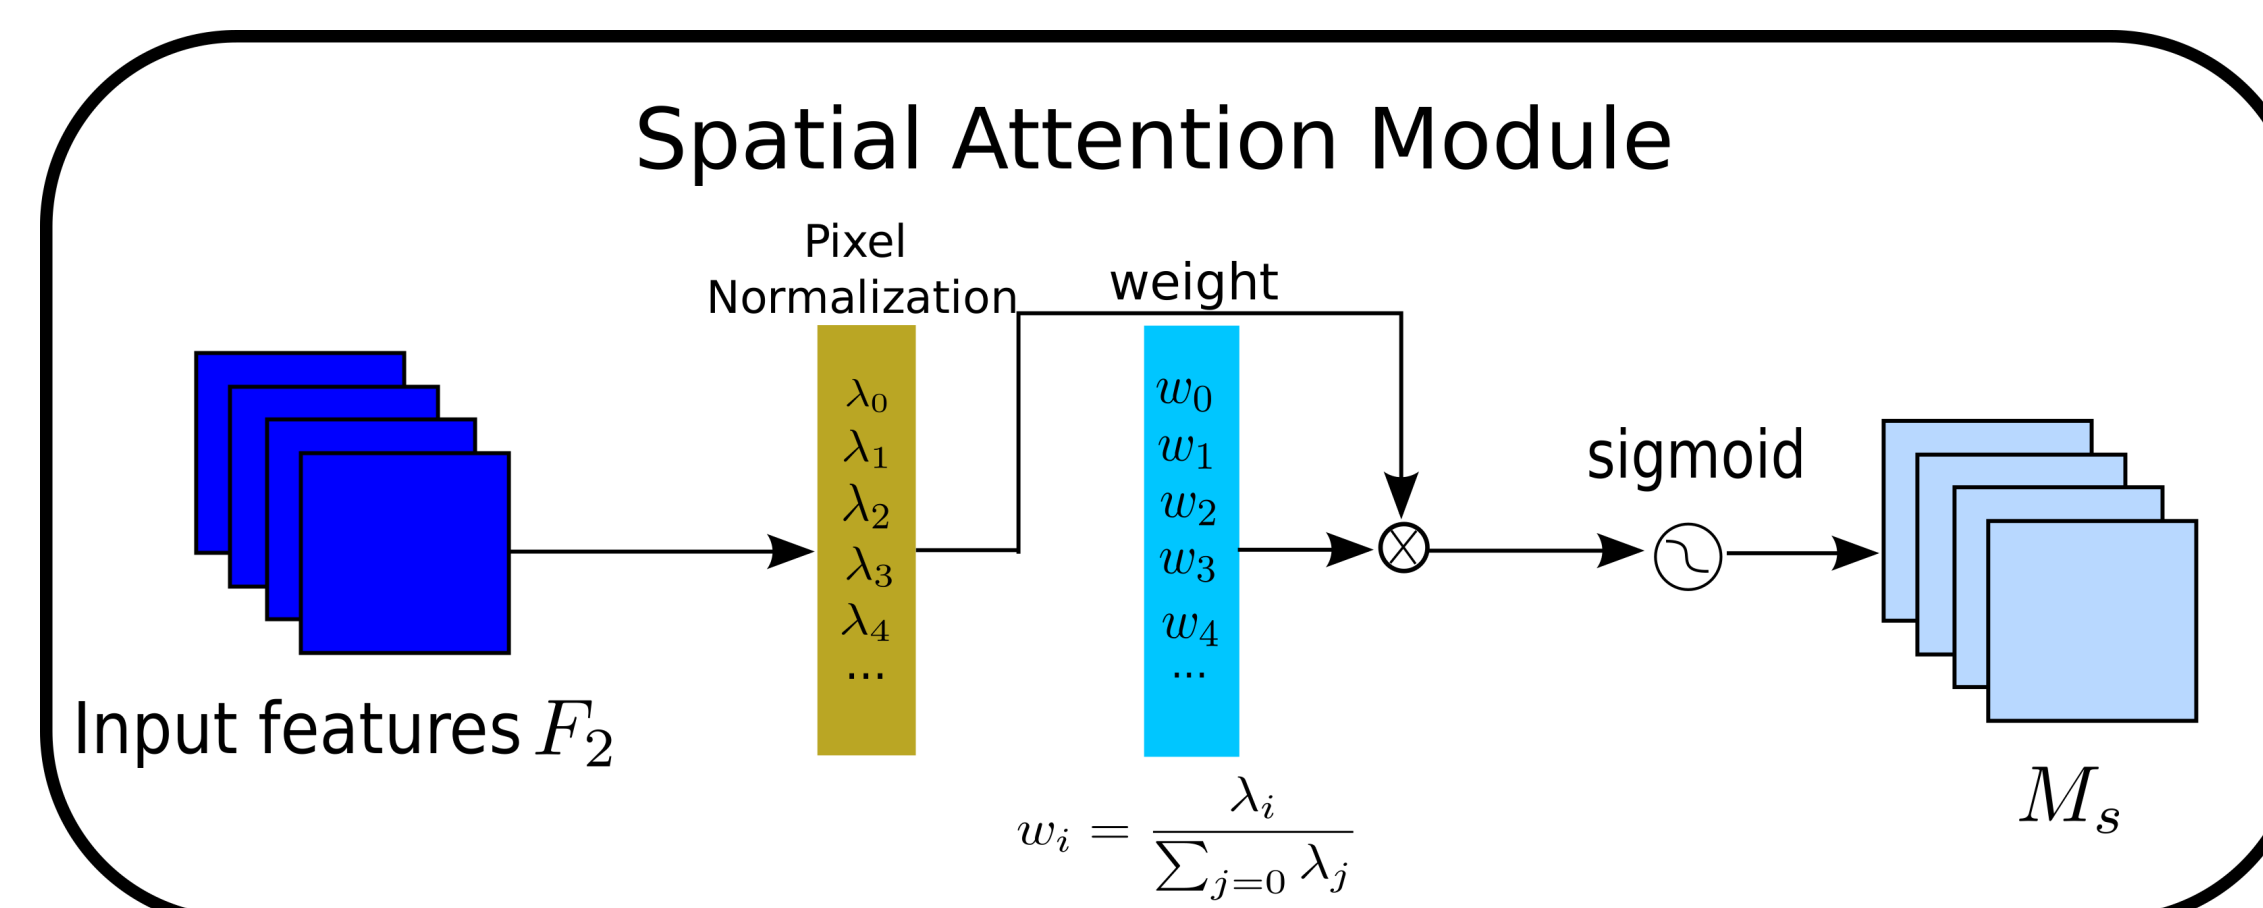 Spatial Attention Module
Pixel
Normalization
weight
λ₀
λ₁
λ₂
λ₃
λ₄
...
w₀
w₁
w₂
w₃
w₄
...
sigmoid
Input features F₂
wᵢ = λᵢ / ∑ⱼ₌₀ λⱼ
Mₛ